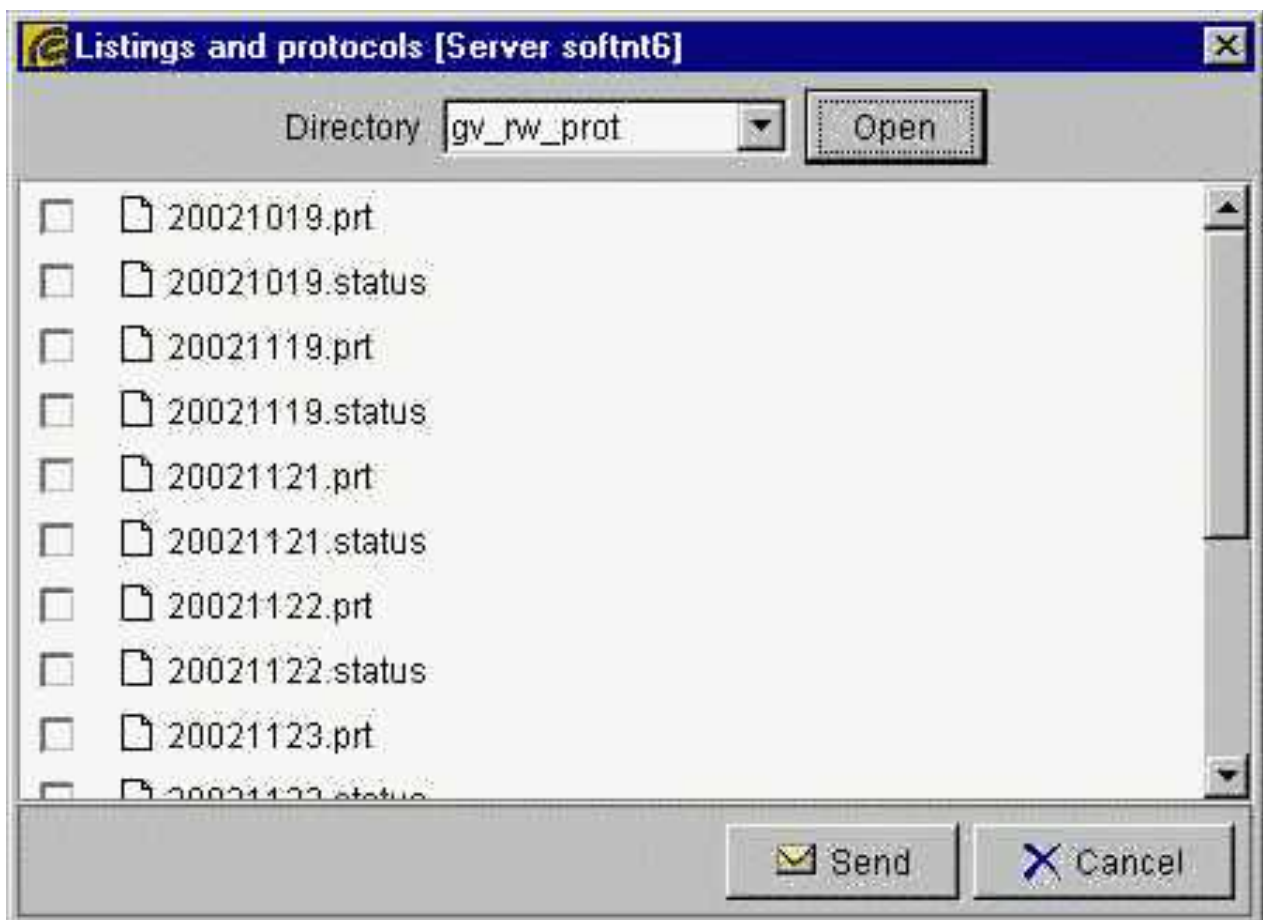 Listings and protocols [Server softnt6]
Directory gv_rw_prot Open
20021019.prt
20021019.status
20021119.prt
20021119.status
20021121.prt
20021121.status
20021122.prt
20021122.status
20021123.prt
Send Cancel